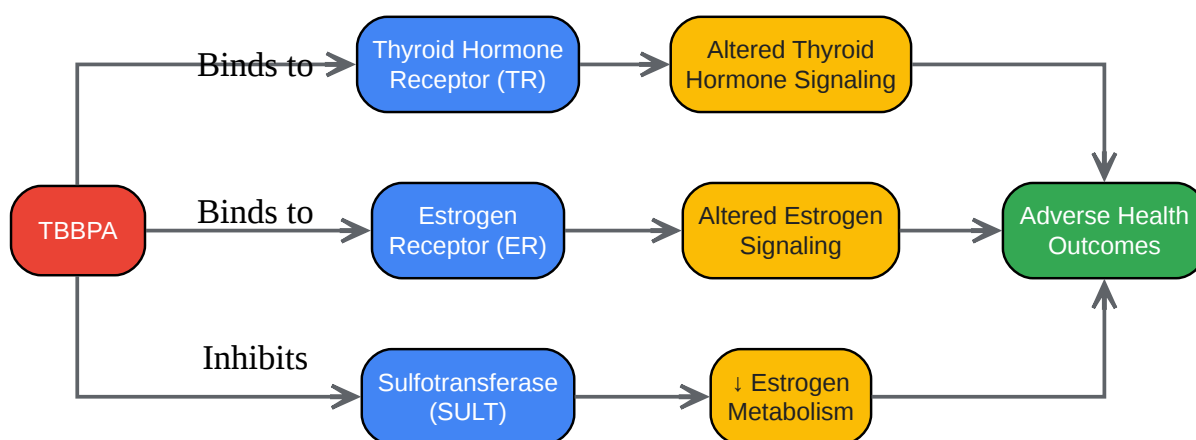 Binds to
Thyroid Hormone
Receptor (TR)
Altered Thyroid
Hormone Signaling
TBBPA
Binds to
Estrogen
Receptor (ER)
Altered Estrogen
Signaling
Adverse Health
Outcomes
Inhibits
Sulfotransferase
(SULT)
↓ Estrogen
Metabolism